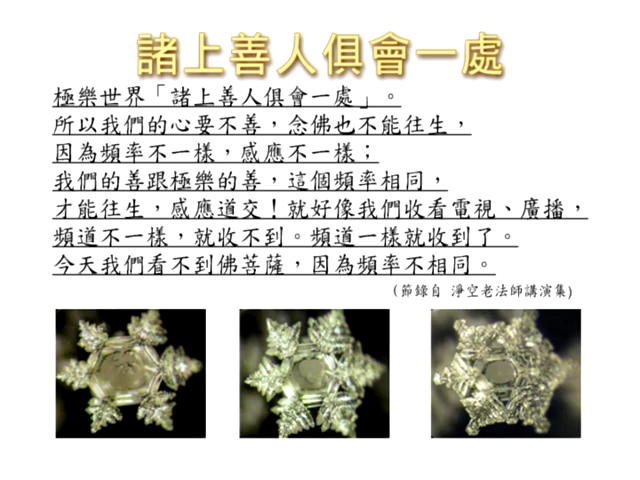 諸上善人俱會一處
極樂世界「諸上善人俱會一處」。
所以我們的心要不善，念佛也不能往生，
因為頻率不一樣，感應不一樣；
我們的善跟極樂的善，這個頻率相同，
才能往生，感應道交！就好像我們收看電視、廣播，
頻道不一樣，就收不到。頻道一樣就收到了。
今天我們看不到佛菩薩，因為頻率不相同。
（節錄自 淨空老法師講演集)